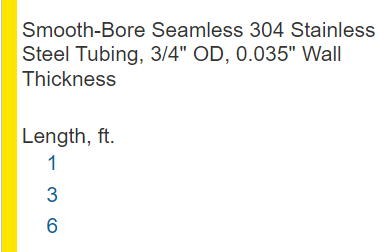 Smooth-Bore Seamless 304 Stainless
Steel Tubing, 3/4" OD, 0.035" Wall
Thickness
Length, ft.
1
3
6